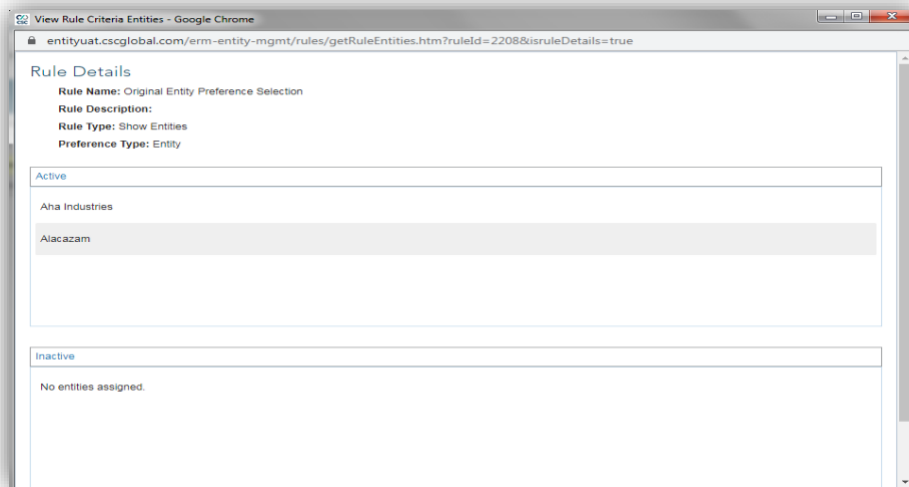 CSC View Rule Criteria Entities - Google Chrome
entityuat.cscglobal.com/erm-entity-mgmt/rules/getRuleEntities.htm?ruleId=2208&isruleDetails=true
Rule Details
Rule Name: Original Entity Preference Selection
Rule Description:
Rule Type: Show Entities
Preference Type: Entity
Active
Aha Industries
Alacazam
Inactive
No entities assigned.